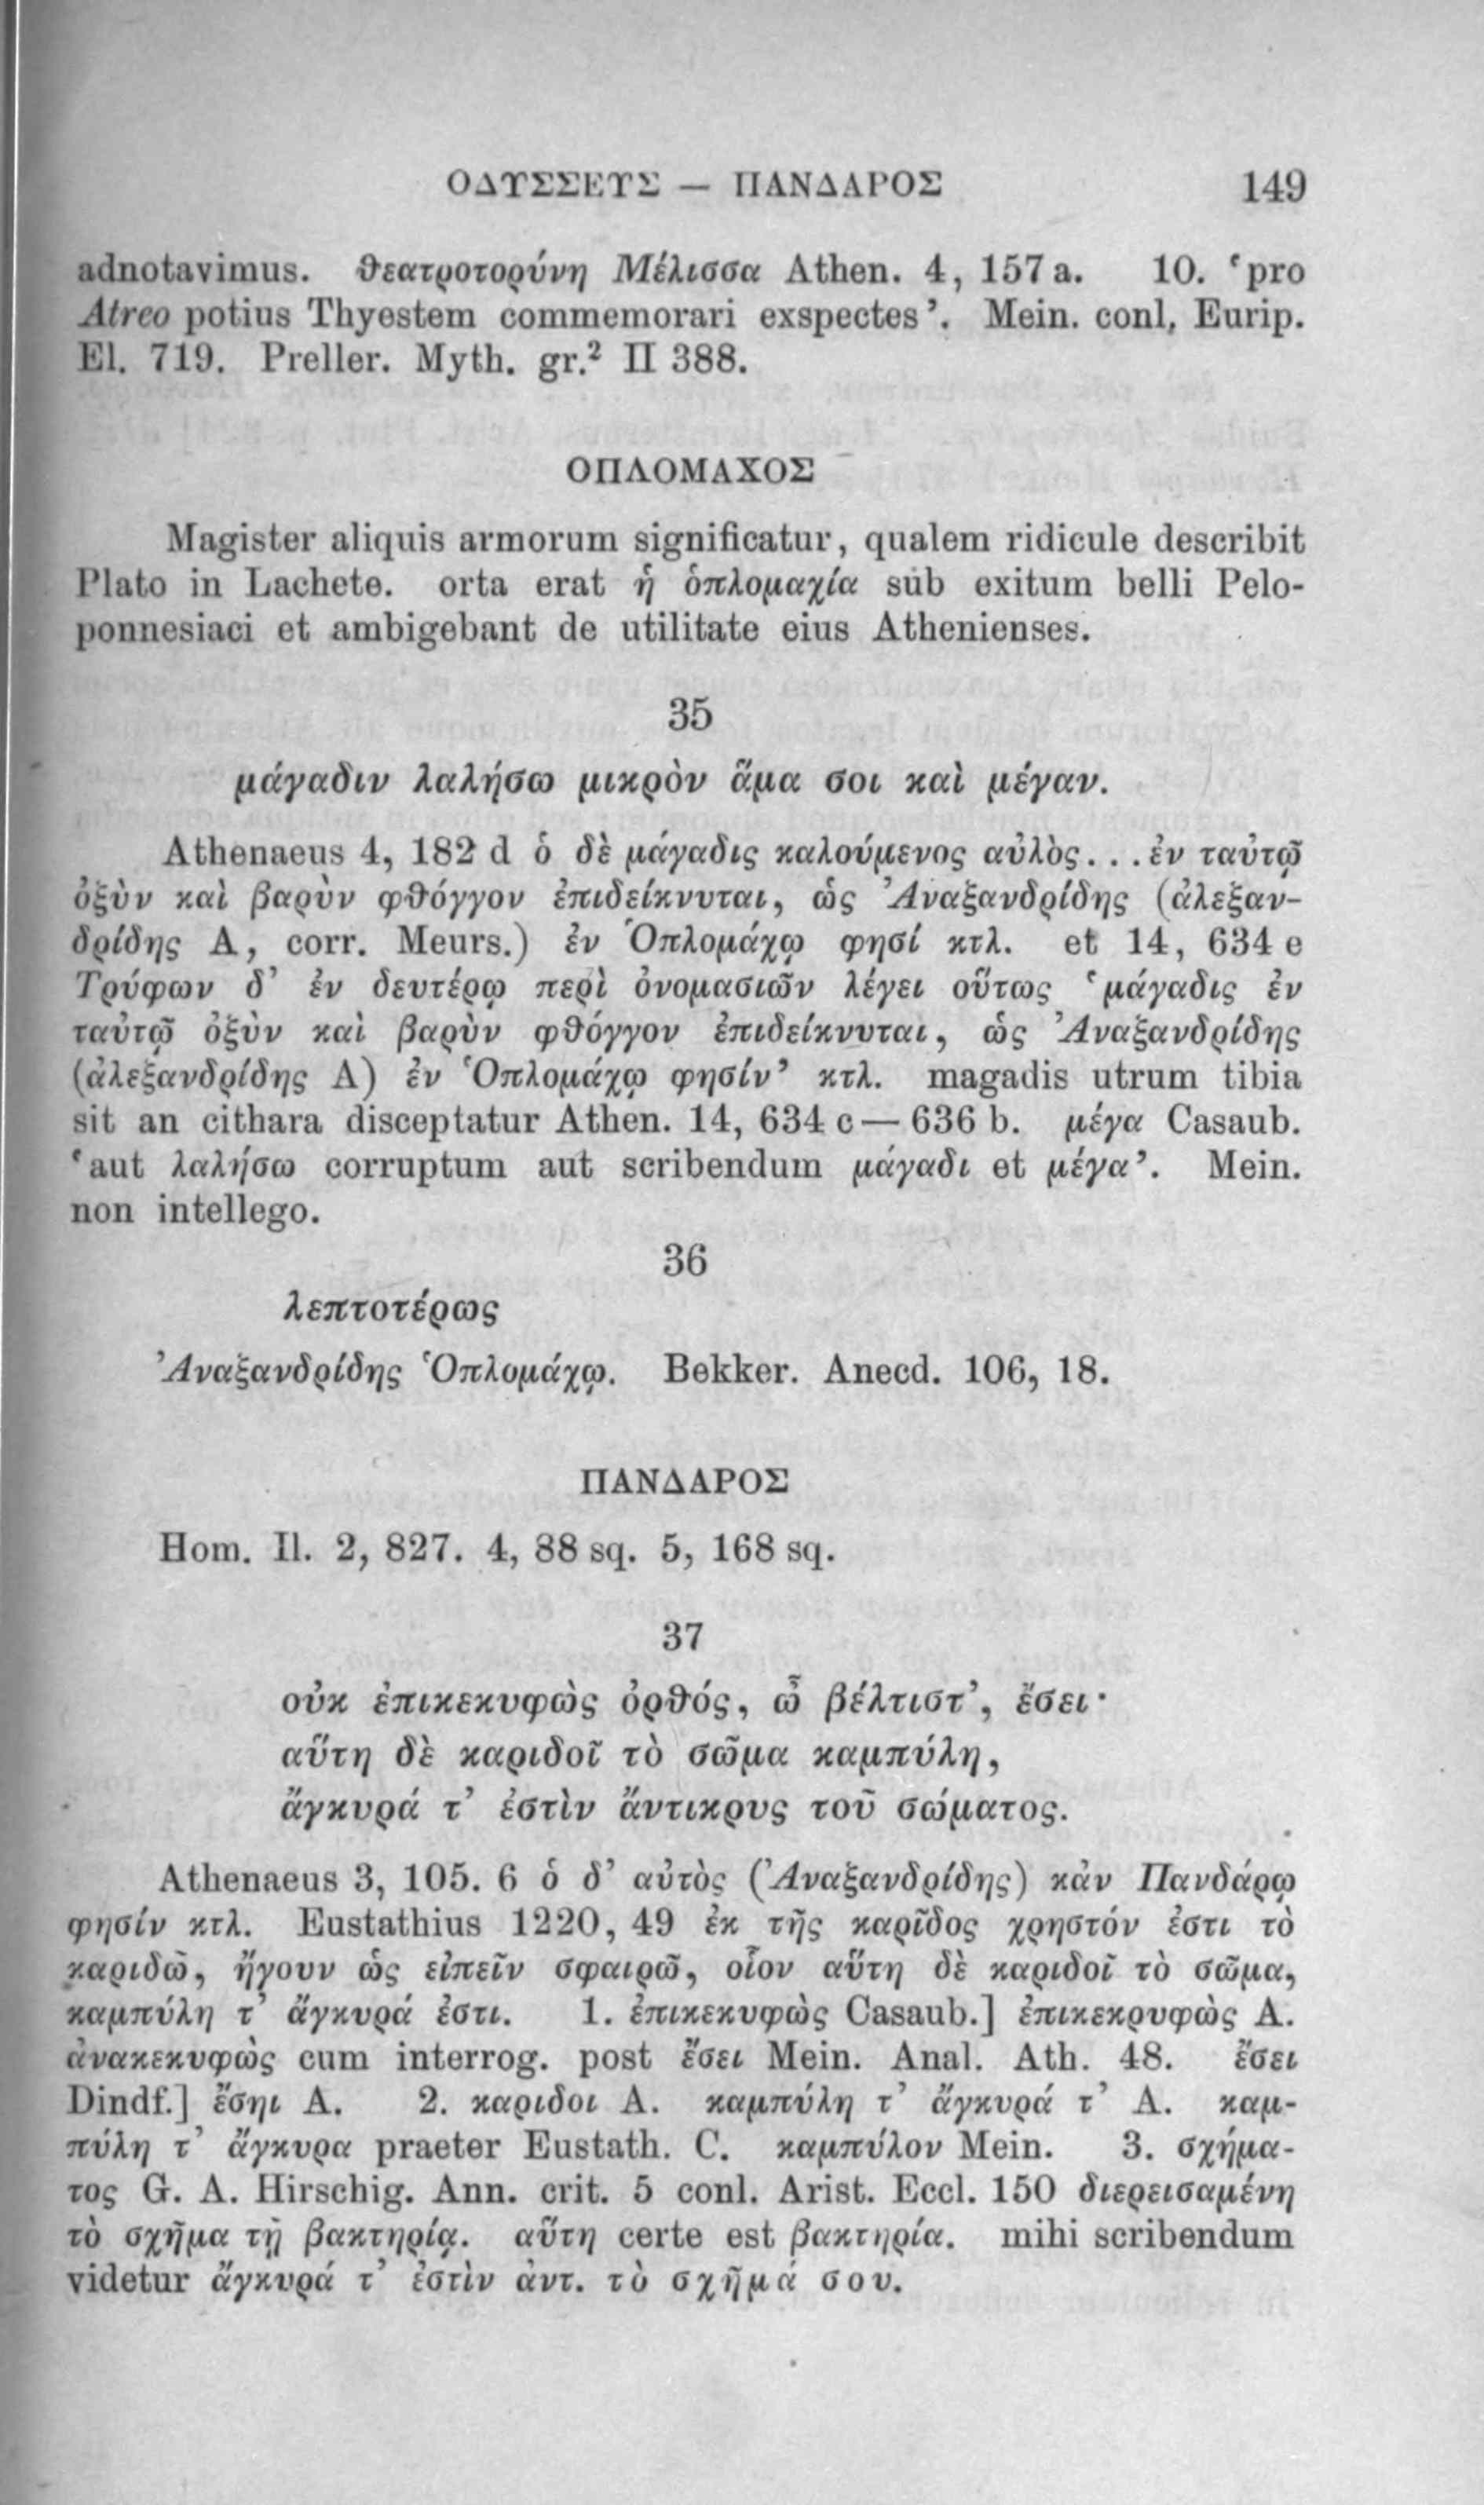 ΟΔΥΣΣΕΥΣ — ΠΑΝΔΑΡΟΣ 149
adnotavimus. θεατροτορύνη Μέλισσα Athen. 4, 157 a. 10. ‘pro
Atreo potius Thyestem commemorari exspectes’. Mein. conl, Eurip.
El. 719. Preller. Myth. gr.² II 388.
ΟΠΛΟΜΑΧΟΣ
Magister aliquis armorum significatur, qualem ridicule describit
Plato in Lachete. orta erat ἡ ὁπλομαχία sub exitum belli Pelo-
ponnesiaci et ambigebant de utilitate eius Athenienses.
35
μάγαδιν λαλήσω μικρὸν ἅμα σοι καὶ μέγαν.
Athenaeus 4, 182 d ὁ δὲ μάγαδις καλούμενος αὐλὸς...ἐν ταὐτῷ
ὀξὺν καὶ βαρὺν φθόγγον ἐπιδείκνυται, ὡς Ἀναξανδρίδης (ἀλεξαν-
δρίδης A, corr. Meurs.) ἐν Ὁπλομάχῳ φησί κτλ. et 14, 634 e
Τρύφων δ’ ἐν δευτέρῳ περὶ ὀνομασιῶν λέγει οὕτως ‘μάγαδις ἐν
ταὐτῷ ὀξὺν καὶ βαρὺν φθόγγον ἐπιδείκνυται, ὡς Ἀναξανδρίδης
(ἀλεξανδρίδης A) ἐν Ὁπλομάχῳ φησίν’ κτλ. magadis utrum tibia
sit an cithara disceptatur Athen. 14, 634 c — 636 b. μέγα Casaub.
‘aut λαλήσω corruptum aut scribendum μάγαδι et μέγα’. Mein.
non intellego.
36
λεπτοτέρως
Ἀναξανδρίδης Ὁπλομάχῳ. Bekker. Anecd. 106, 18.
ΠΑΝΔΑΡΟΣ
Hom. Il. 2, 827. 4, 88 sq. 5, 168 sq.
37
οὐκ ἐπικεκυφὼς ὀρθός, ὦ βέλτιστ’, ἔσει·
αὕτη δὲ καριδοῖ τὸ σῶμα καμπύλη,
ἄγκυρά τ’ ἐστὶν ἄντικρυς τοῦ σώματος.
Athenaeus 3, 105. 6 ὁ δ’ αὐτὸς (Ἀναξανδρίδης) κἀν Πανδάρῳ
φησίν κτλ. Eustathius 1220, 49 ἐκ τῆς καρῖδος χρηστόν ἐστι τὸ
καριδῶ, ἤγουν ὡς εἰπεῖν σφαιρῶ, οἷον αὕτη δὲ καριδοῖ τὸ σῶμα,
καμπύλη τ’ ἄγκυρά ἐστι. 1. ἐπικεκυφὼς Casaub.] ἐπικεκρυφὼς A.
ἀνακεκυφὼς cum interrog. post ἔσει Mein. Anal. Ath. 48. ἔσει
Dindf.] ἔσηι A. 2. καριδοι A. καμπύλη τ’ ἄγκυρά τ’ A. καμ-
πύλη τ’ ἄγκυρα praeter Eustath. C. καμπύλον Mein. 3. σχήμα-
τος G. A. Hirschig. Ann. crit. 5 conl. Arist. Eccl. 150 διερεισαμένη
τὸ σχῆμα τῇ βακτηρίᾳ. αὕτη certe est βακτηρία. mihi scribendum
videtur ἄγκυρά τ’ ἐστὶν ἀντ. τὸ σχῆμά σου.